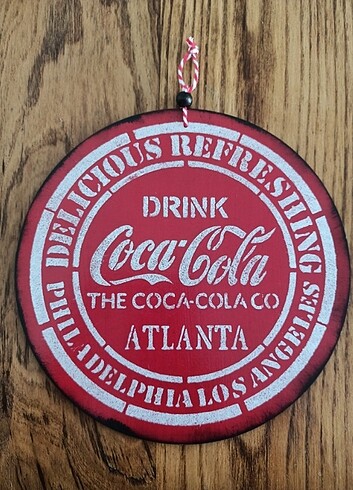 DELICIOUS REFRESHING
DRINK
Coca-Cola
THE COCA-COLA CO
ATLANTA
PHILADELPHIA LOS ANGELES